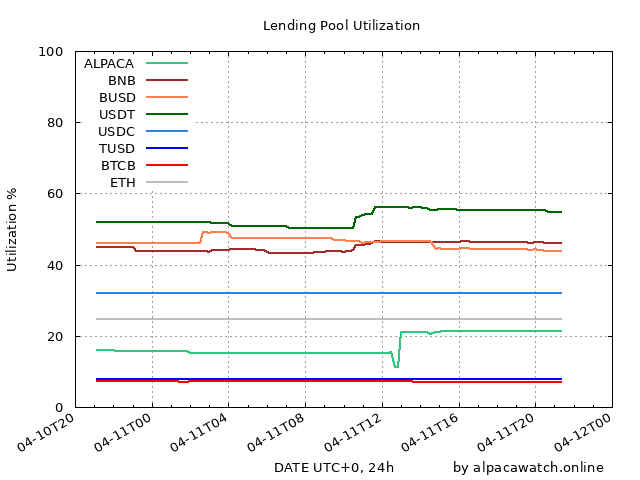 Lending Pool Utilization
100
80
60
40
20
0
Utilization %
ALPACA
BNB
BUSD
USDT
USDC
TUSD
BTCB
ETH
04-10T20
04-11T00
04-11T04
04-11T08
04-11T12
04-11T16
04-11T20
04-12T00
DATE UTC+0, 24h
by alpacawatch.online